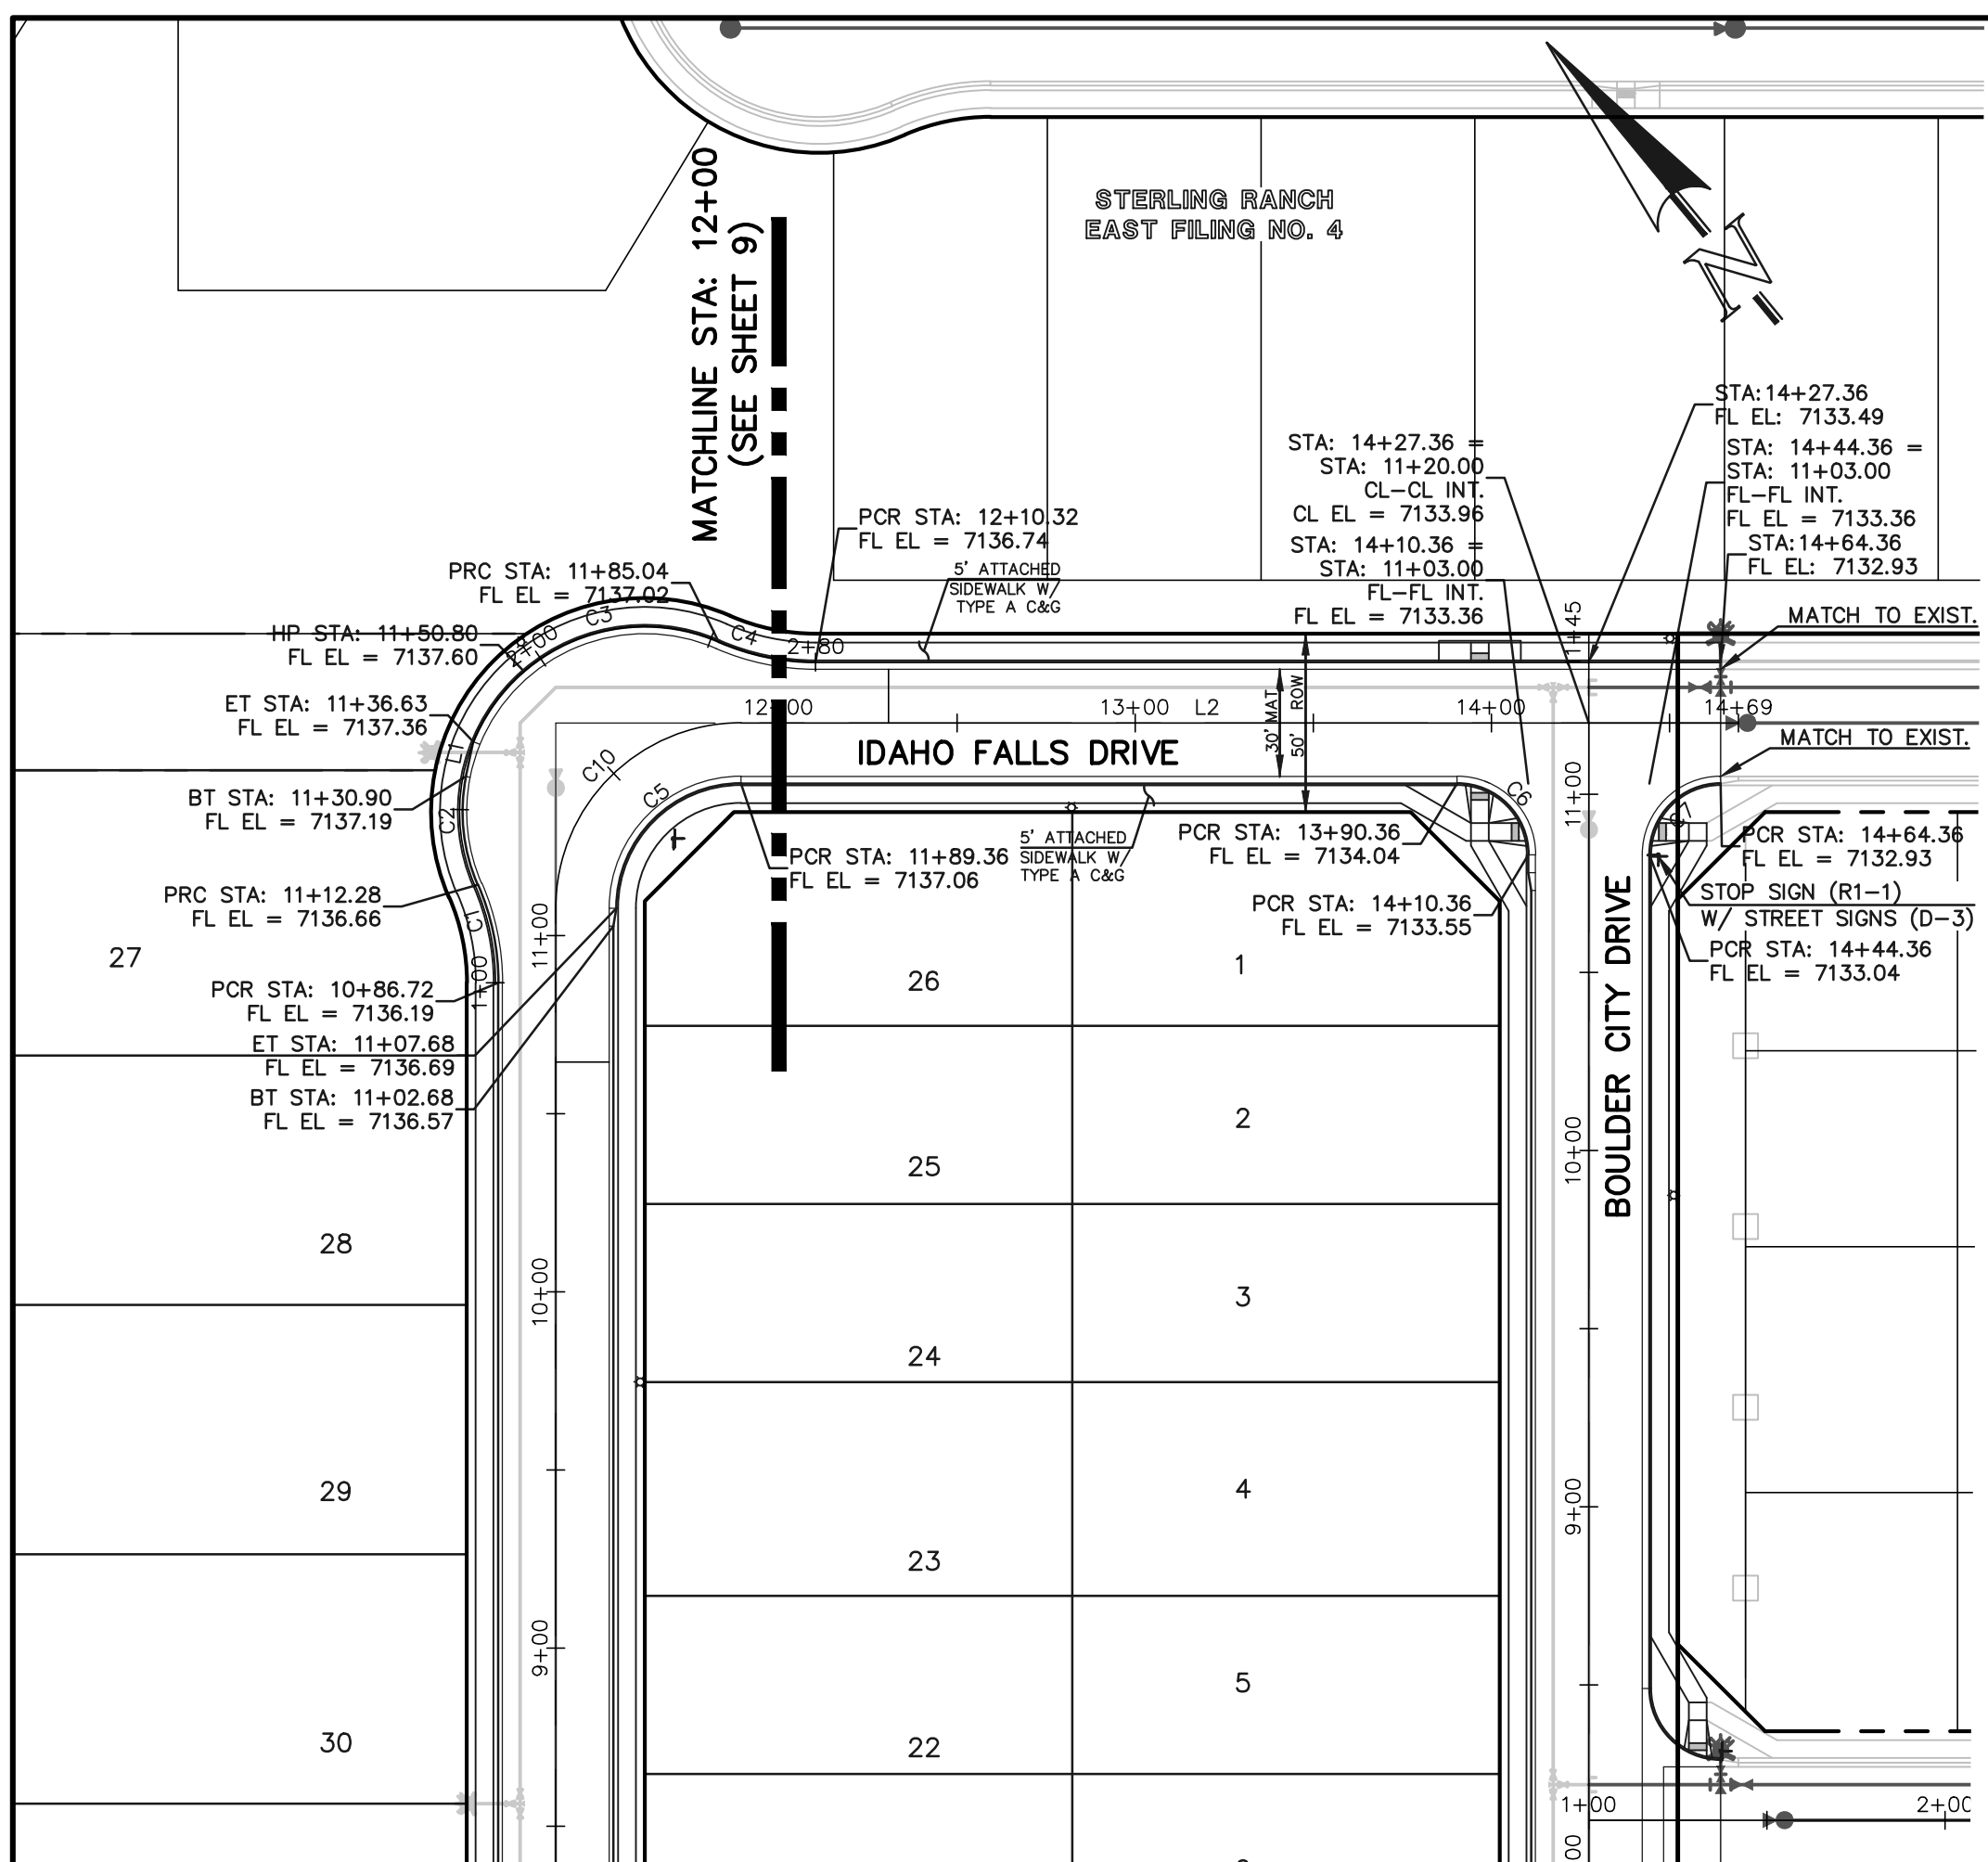 STERLING RANCH
EAST FILING NO. 4
N
MATCHLINE STA: 12+00
(SEE SHEET 9)
STA:14+27.36
FL EL: 7133.49
STA: 14+27.36 =
STA: 11+20.00
CL-CL INT.
CL EL = 7133.96
STA: 14+44.36 =
STA: 11+03.00
FL-FL INT.
FL EL = 7133.36
STA: 14+10.36 =
STA: 11+03.00
FL-FL INT.
FL EL = 7133.36
STA:14+64.36
FL EL: 7132.93
PCR STA: 12+10.32
FL EL = 7136.74
5' ATTACHED
SIDEWALK W/
TYPE A C&G
PRC STA: 11+85.04
FL EL = 7137.02
HP STA: 11+50.80
FL EL = 7137.60
ET STA: 11+36.63
FL EL = 7137.36
BT STA: 11+30.90
FL EL = 7137.19
PRC STA: 11+12.28
FL EL = 7136.66
PCR STA: 10+86.72
FL EL = 7136.19
ET STA: 11+07.68
FL EL = 7136.69
BT STA: 11+02.68
FL EL = 7136.57
C3
C4
2+00
2+80
L1
C2
C1
1+00
C10
C5
11+45
MATCH TO EXIST.
12+00
13+00
L2
14+00
14+69
30' MAT
50' ROW
IDAHO FALLS DRIVE
MATCH TO EXIST.
C6
C7
11+00
PCR STA: 11+89.36
FL EL = 7137.06
5' ATTACHED
SIDEWALK W/
TYPE A C&G
PCR STA: 13+90.36
FL EL = 7134.04
PCR STA: 14+10.36
FL EL = 7133.55
PCR STA: 14+64.36
FL EL = 7132.93
STOP SIGN (R1-1)
W/ STREET SIGNS (D-3)
PCR STA: 14+44.36
FL EL = 7133.04
BOULDER CITY DRIVE
11+00
10+00
9+00
10+00
9+00
27
28
29
30
26
25
24
23
22
1
2
3
4
5
1+00
2+00
00